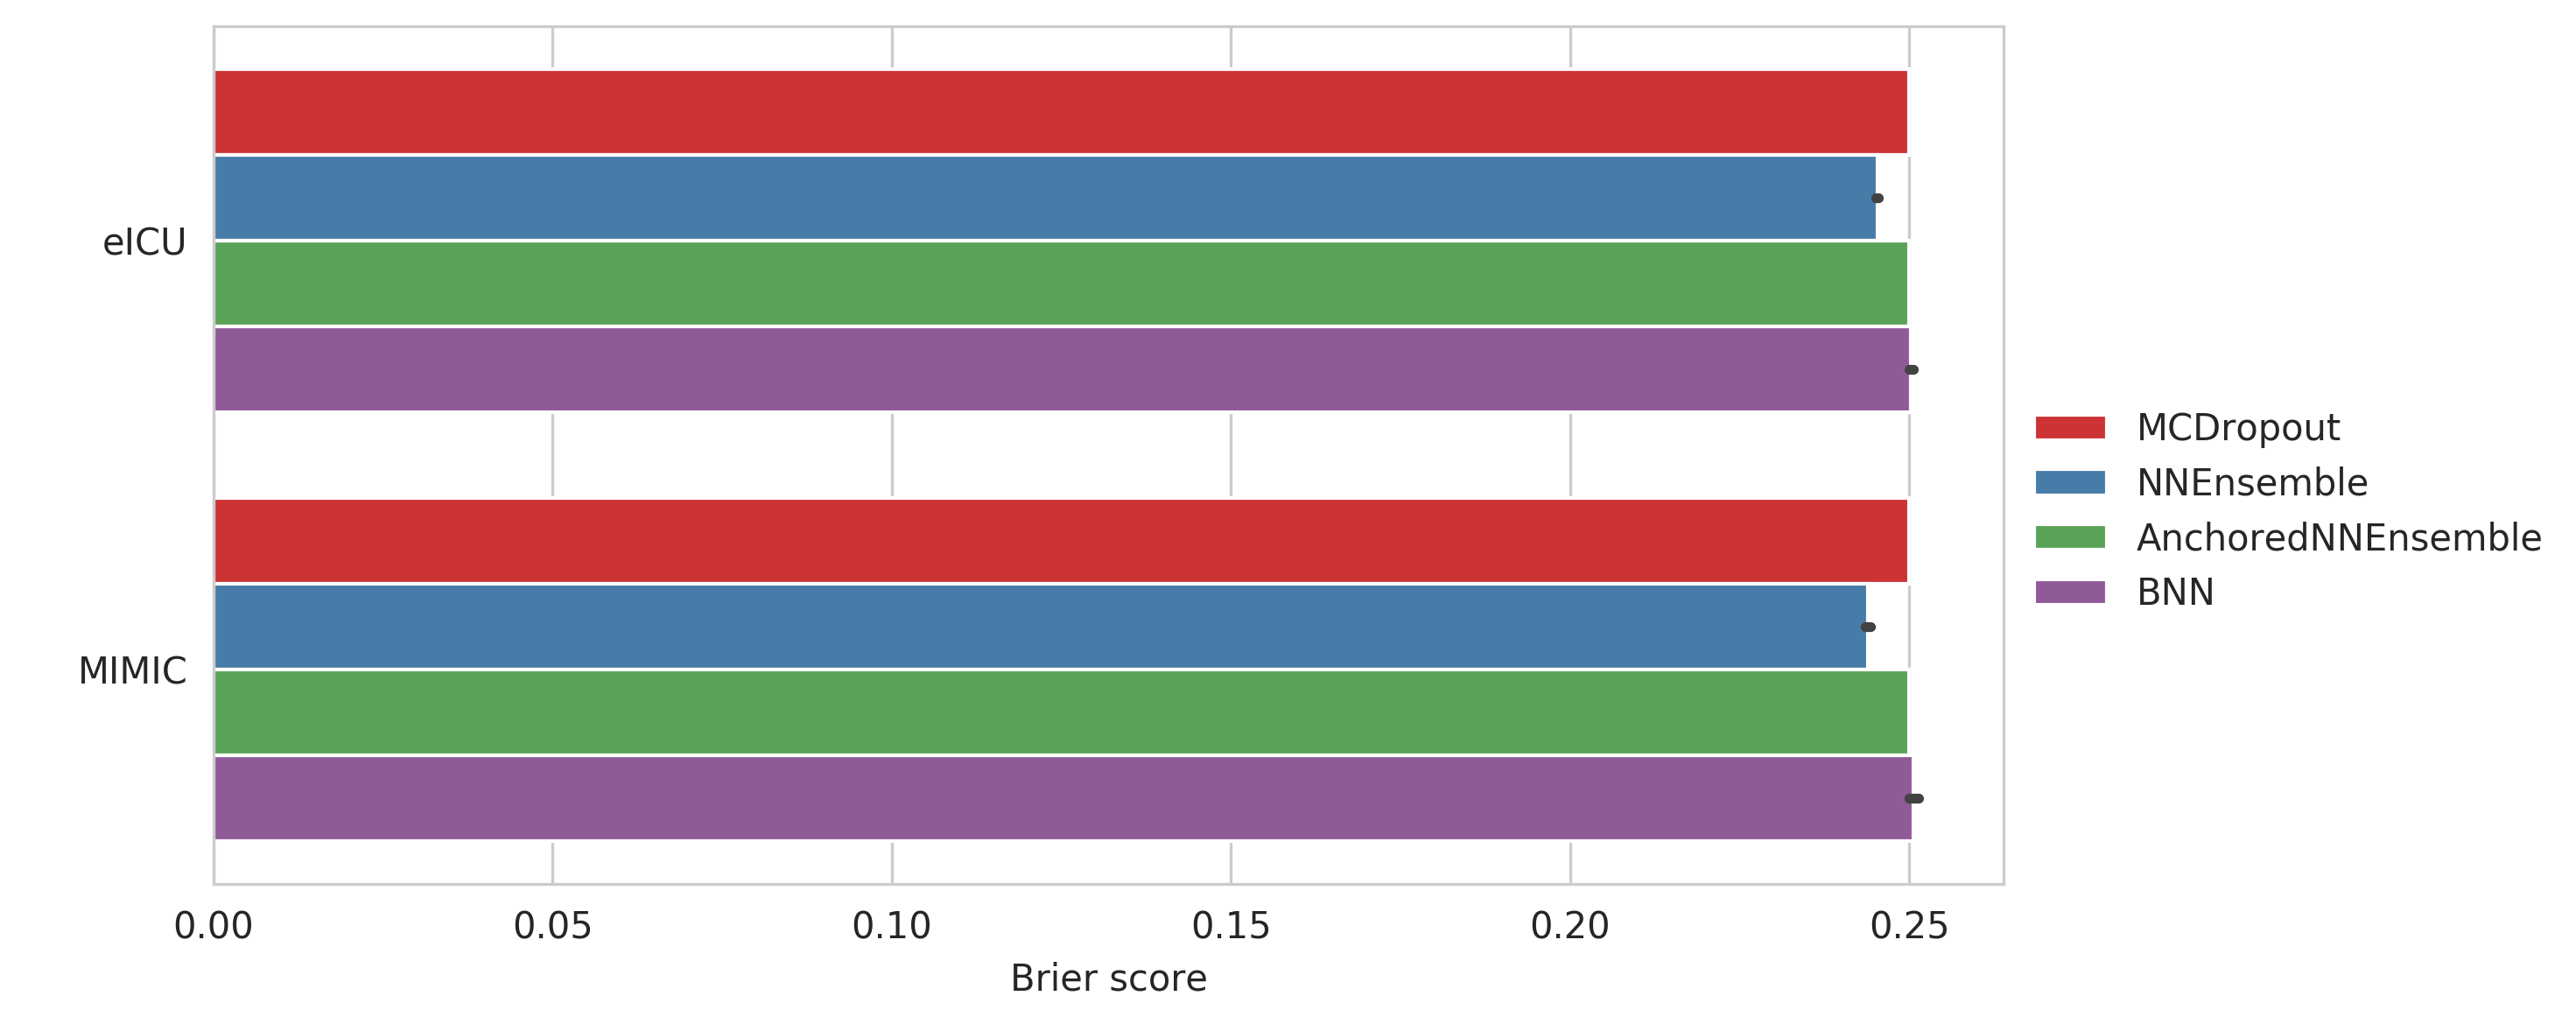 eICU
MIMIC
0.00 0.05 0.10 0.15 0.20 0.25
Brier score
MCDropout
NNEnsemble
AnchoredNNEnsemble
BNN